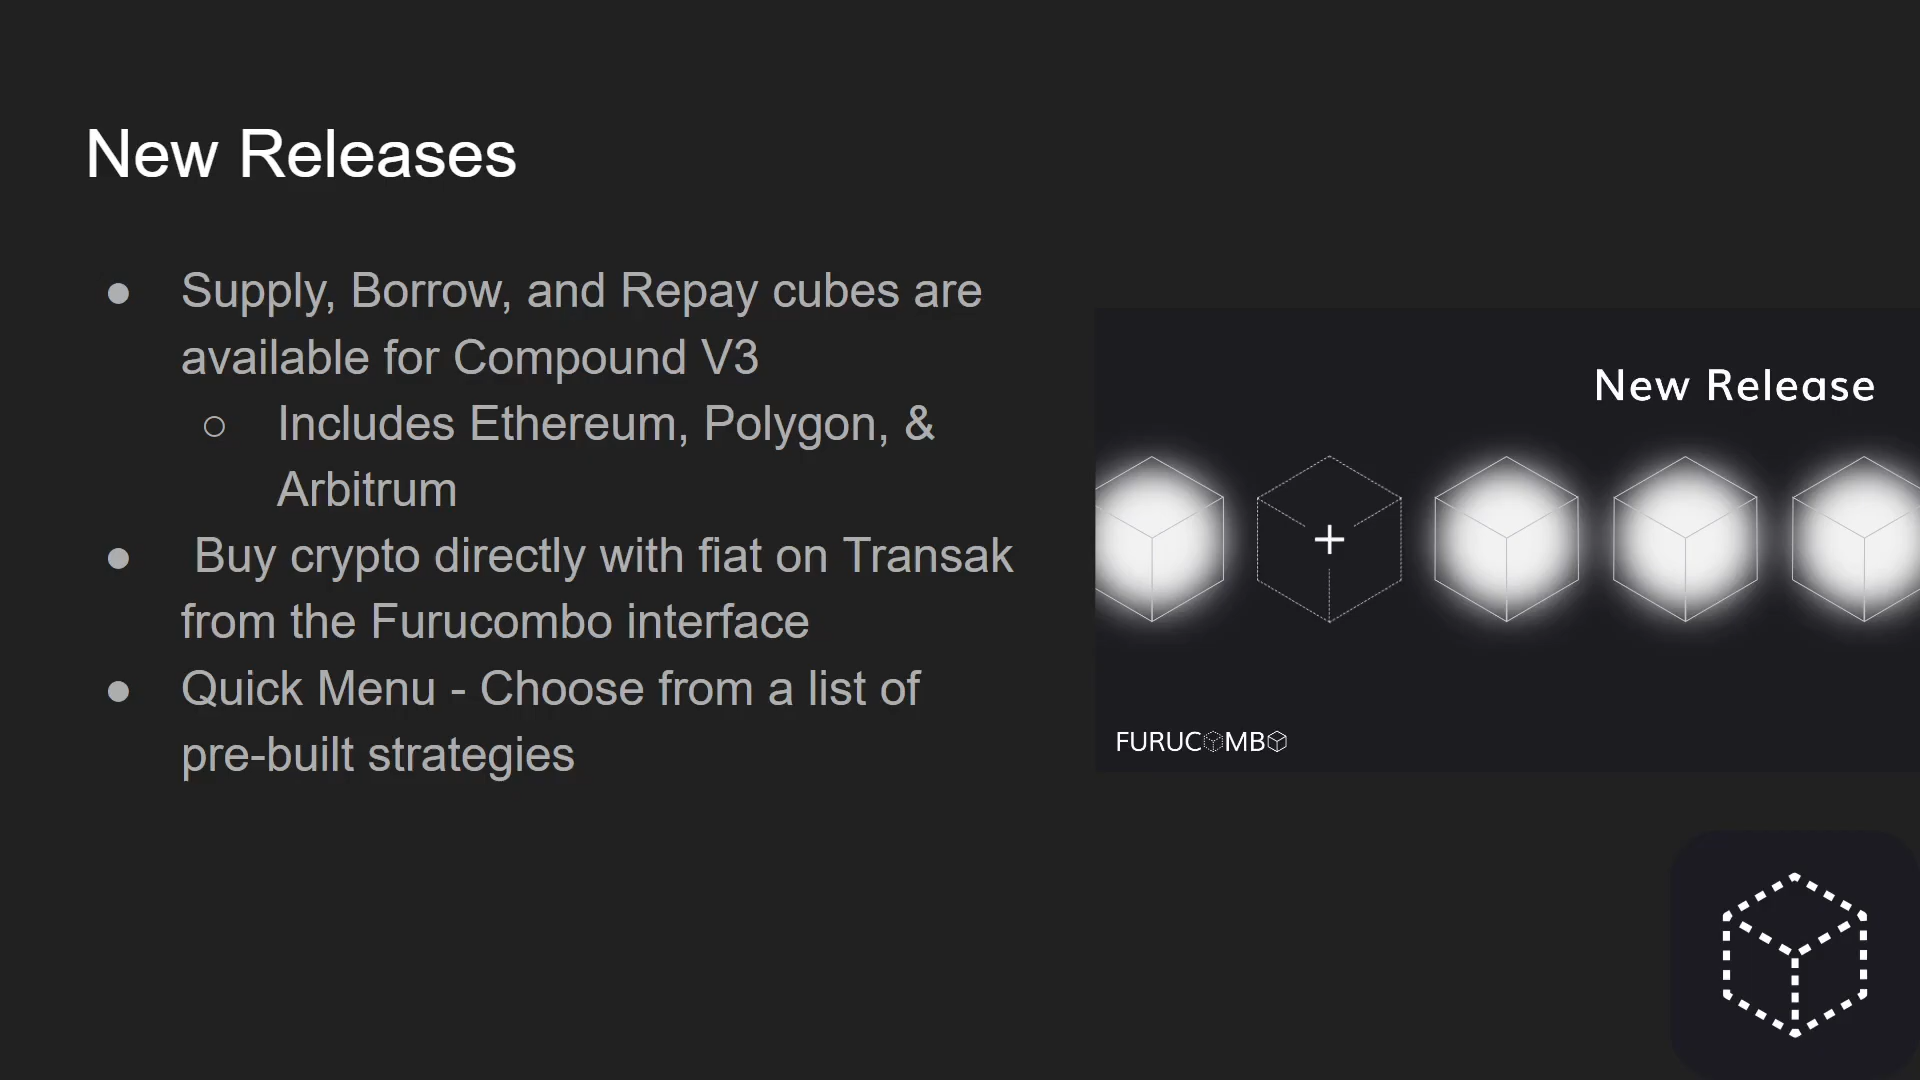 New Releases
● Supply, Borrow, and Repay cubes are
available for Compound V3
○ Includes Ethereum, Polygon, &
Arbitrum
● Buy crypto directly with fiat on Transak
from the Furucombo interface
● Quick Menu - Choose from a list of
pre-built strategies
New Release
FURUCOMBO